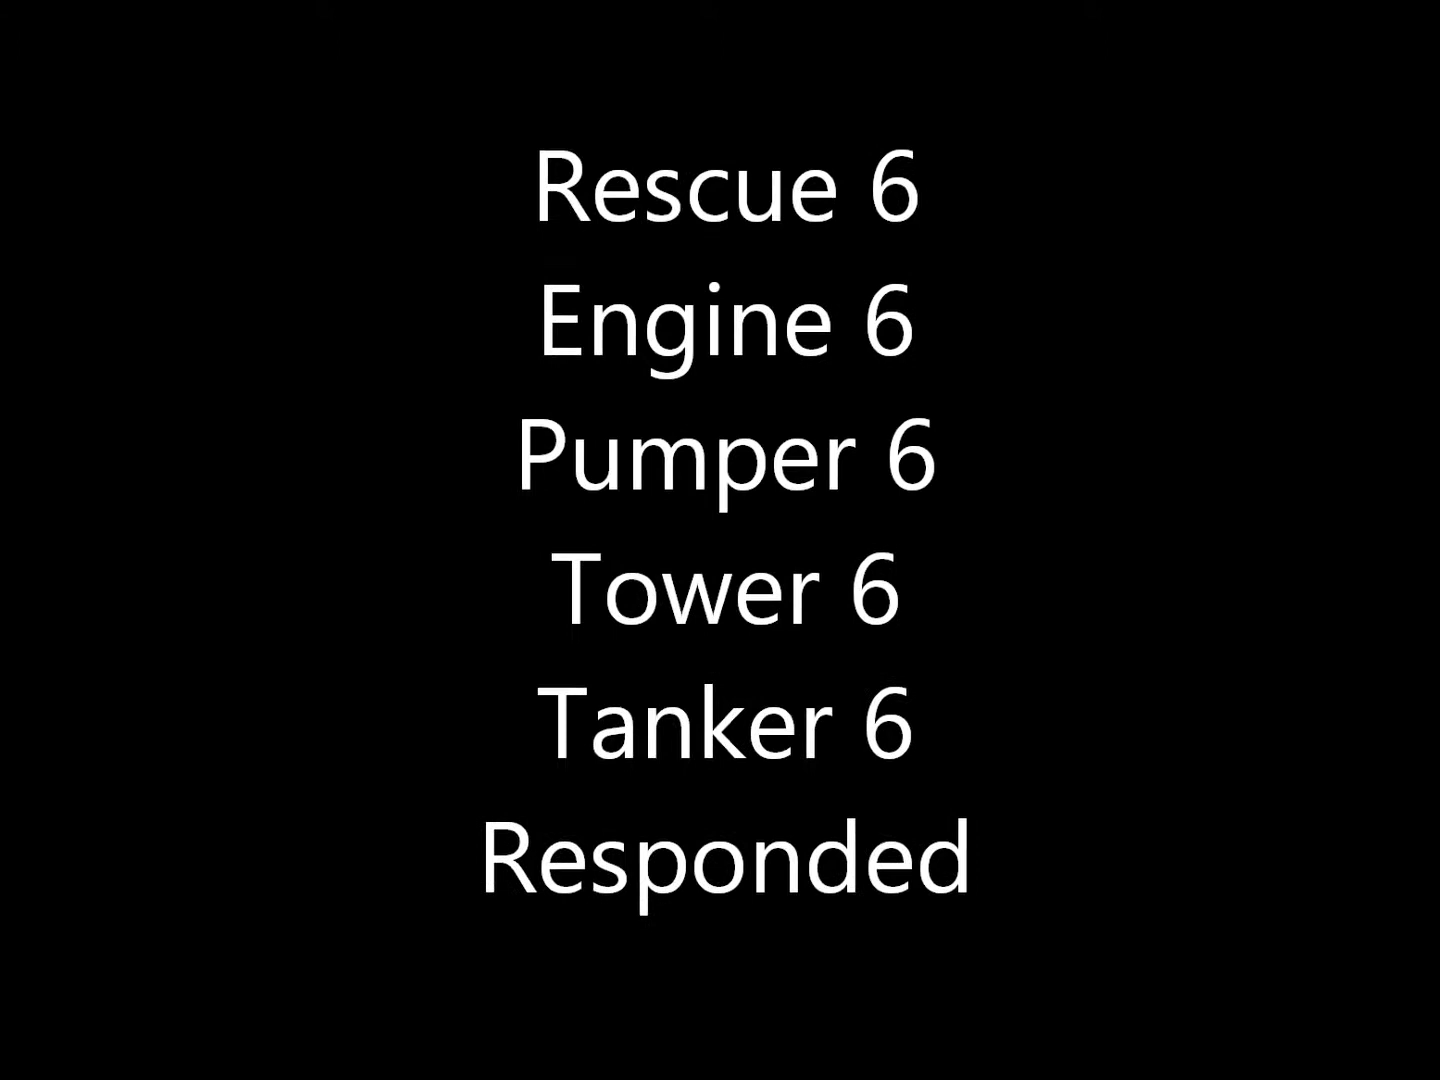 Rescue 6
Engine 6
Pumper 6
Tower 6
Tanker 6
Responded